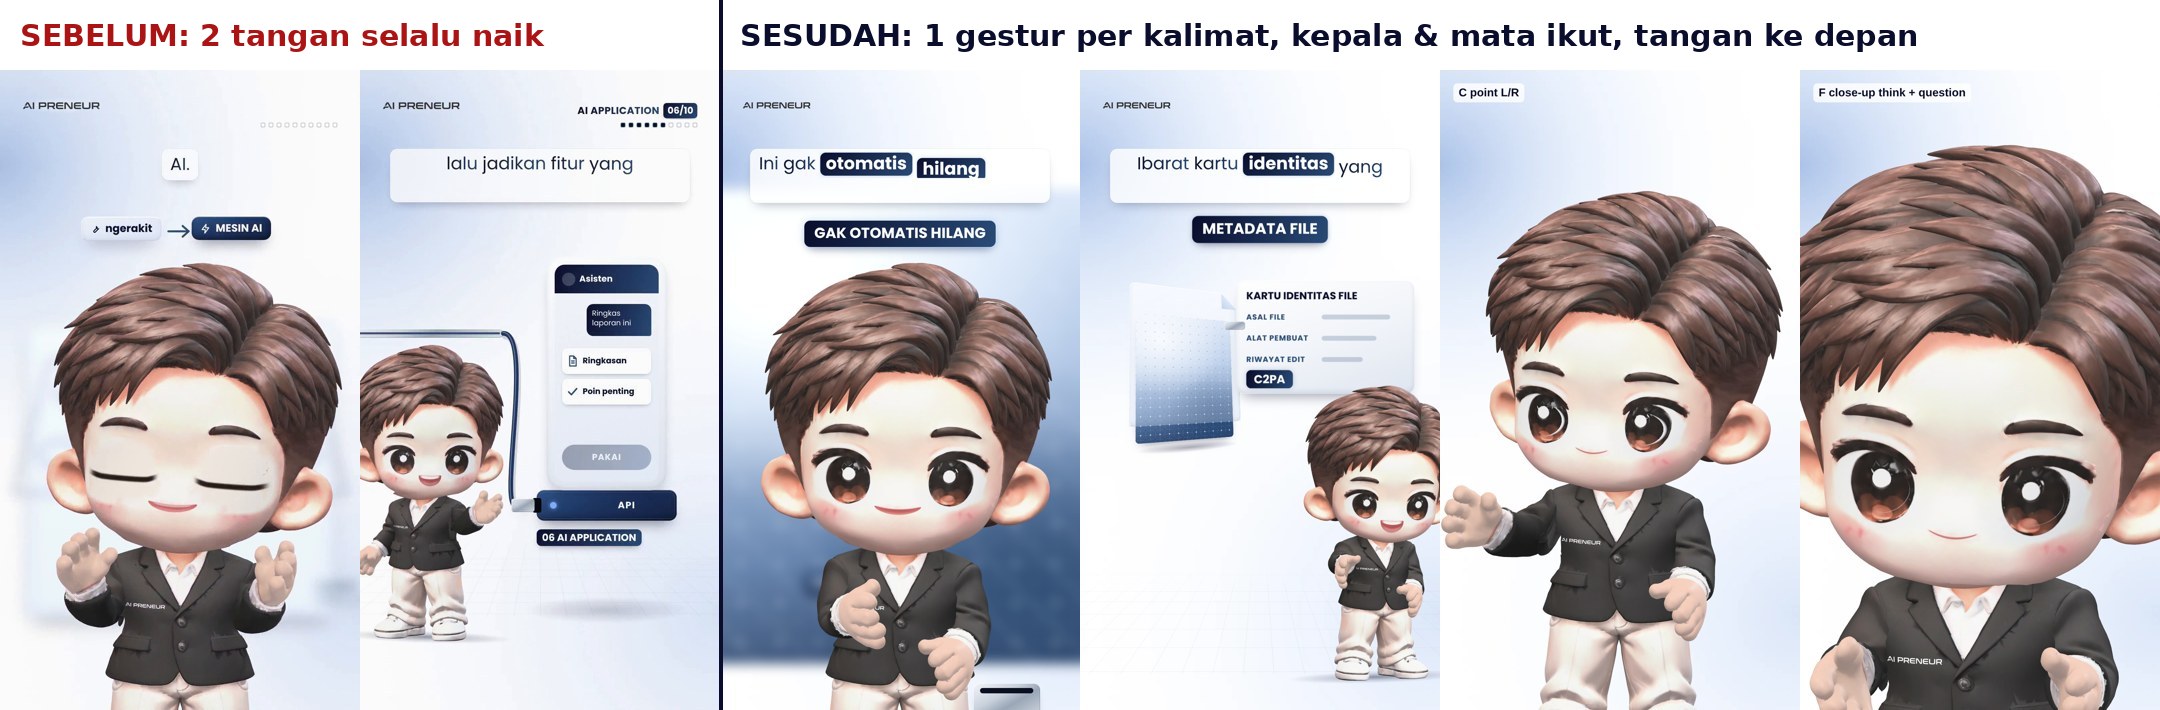 SEBELUM: 2 tangan selalu naik
SESUDAH: 1 gestur per kalimat, kepala & mata ikut, tangan ke depan
AI PRENEUR
AI.
ngerakit
MESIN AI
AI PRENEUR
AI PRENEUR
AI APPLICATION 06/10
lalu jadikan fitur yang
Asisten
Ringkas
laporan ini
Ringkasan
Poin penting
PAKAI
API
06 AI APPLICATION
AI PRENEUR
Ini gak otomatis hilang
GAK OTOMATIS HILANG
AI PRENEUR
Ibarat kartu identitas yang
METADATA FILE
KARTU IDENTITAS FILE
ASAL FILE
ALAT PEMBUAT
RIWAYAT EDIT
C2PA
C point L/R
AI PRENEUR
F close-up think + question
AI PRENEUR